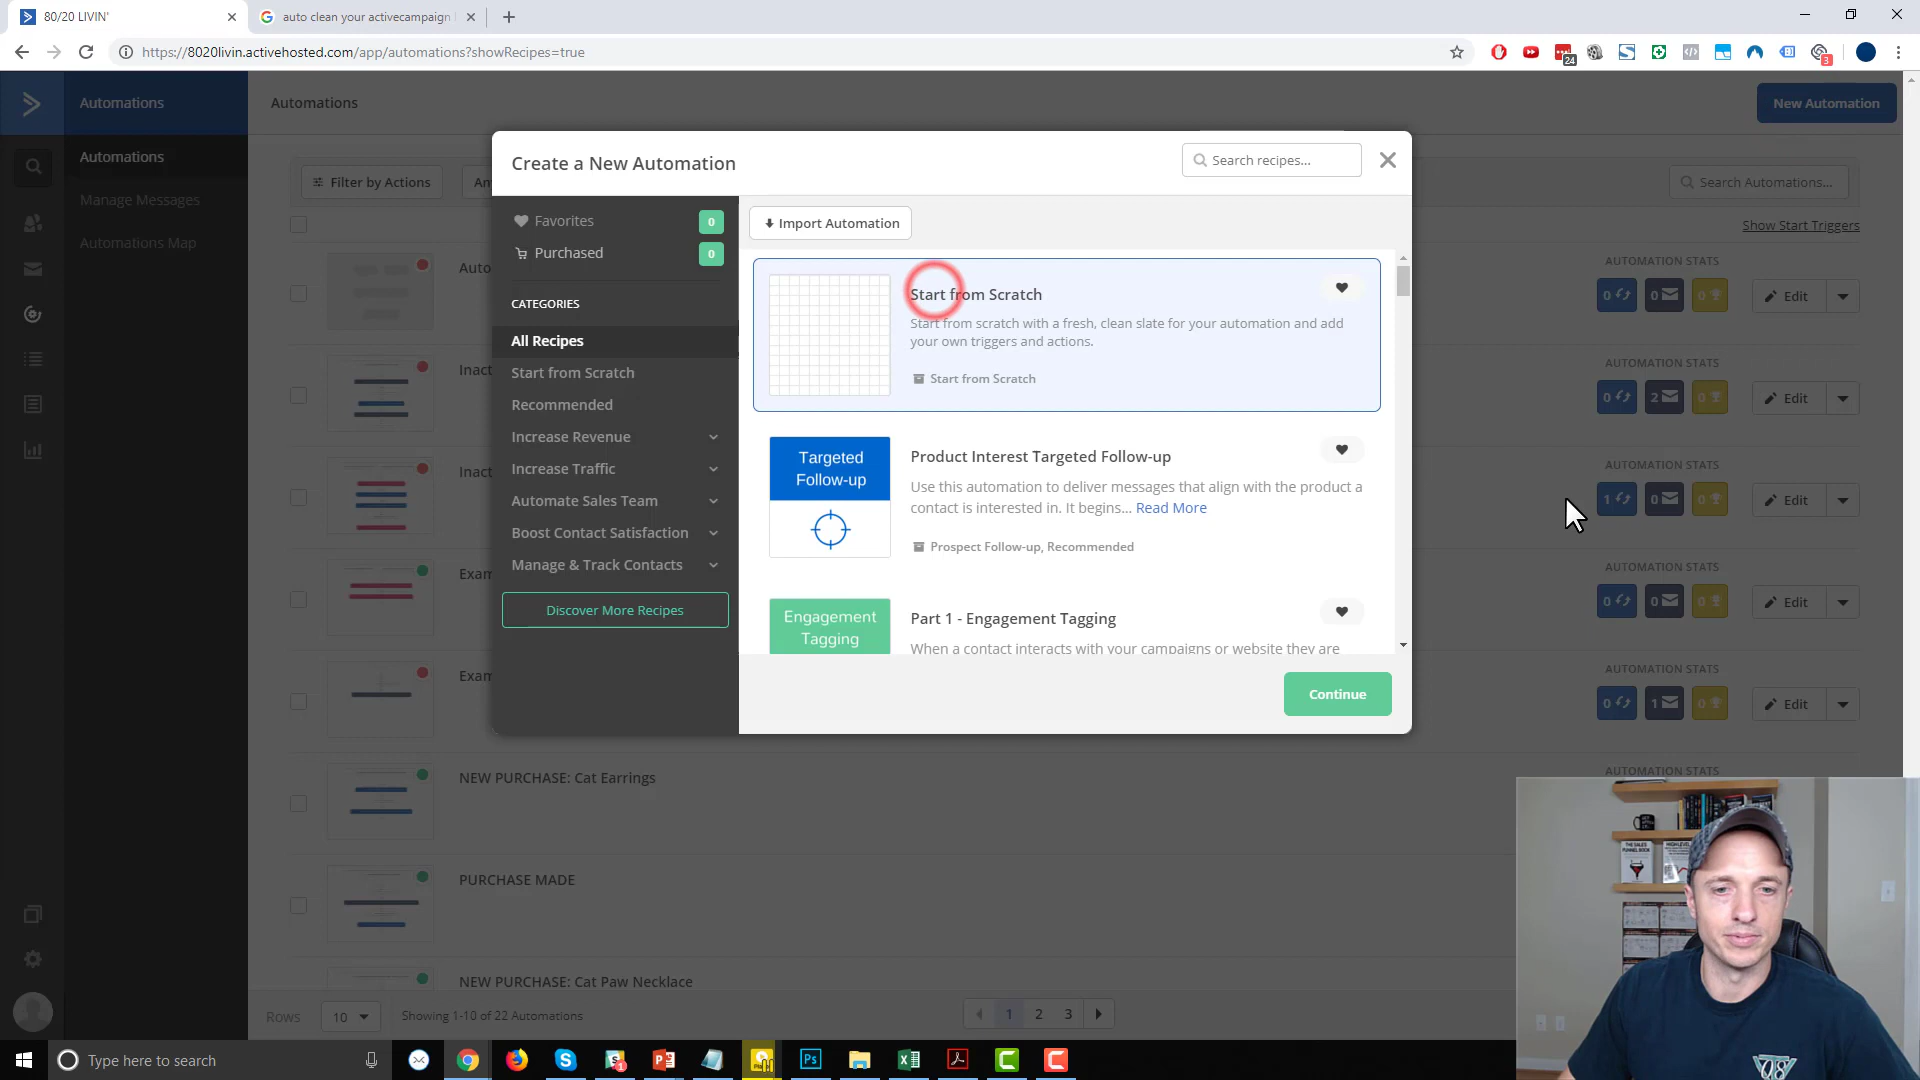 80/20 LIVIN'
auto clean your activecampaign
https://8020livin.activehosted.com/app/automations?showRecipes=true
24
3
Automations
Automations
New Automation
Automations
Manage Messages
Automations Map
Filter by Actions
Search Automations...
Show Start Triggers
Create a New Automation
Search recipes...
Favorites
0
Purchased
0
CATEGORIES
All Recipes
Start from Scratch
Recommended
Increase Revenue
Increase Traffic
Automate Sales Team
Boost Contact Satisfaction
Manage & Track Contacts
Discover More Recipes
Import Automation
Start from Scratch
Start from scratch with a fresh, clean slate for your automation and add
your own triggers and actions.
Start from Scratch
Targeted
Follow-up
Product Interest Targeted Follow-up
Use this automation to deliver messages that align with the product a
contact is interested in. It begins... Read More
Prospect Follow-up, Recommended
Engagement
Tagging
Part 1 - Engagement Tagging
When a contact interacts with your campaigns or website they are
Continue
Auto
AUTOMATION STATS
0 0 0 Edit
Inact
AUTOMATION STATS
0 2 0 Edit
Inact
AUTOMATION STATS
1 0 0 Edit
Exam
AUTOMATION STATS
0 0 0 Edit
Exam
AUTOMATION STATS
0 1 0 Edit
NEW PURCHASE: Cat Earrings
AUTOMATION STATS
PURCHASE MADE
NEW PURCHASE: Cat Paw Necklace
Rows 10 Showing 1-10 of 22 Automations
1 2 3
Type here to search